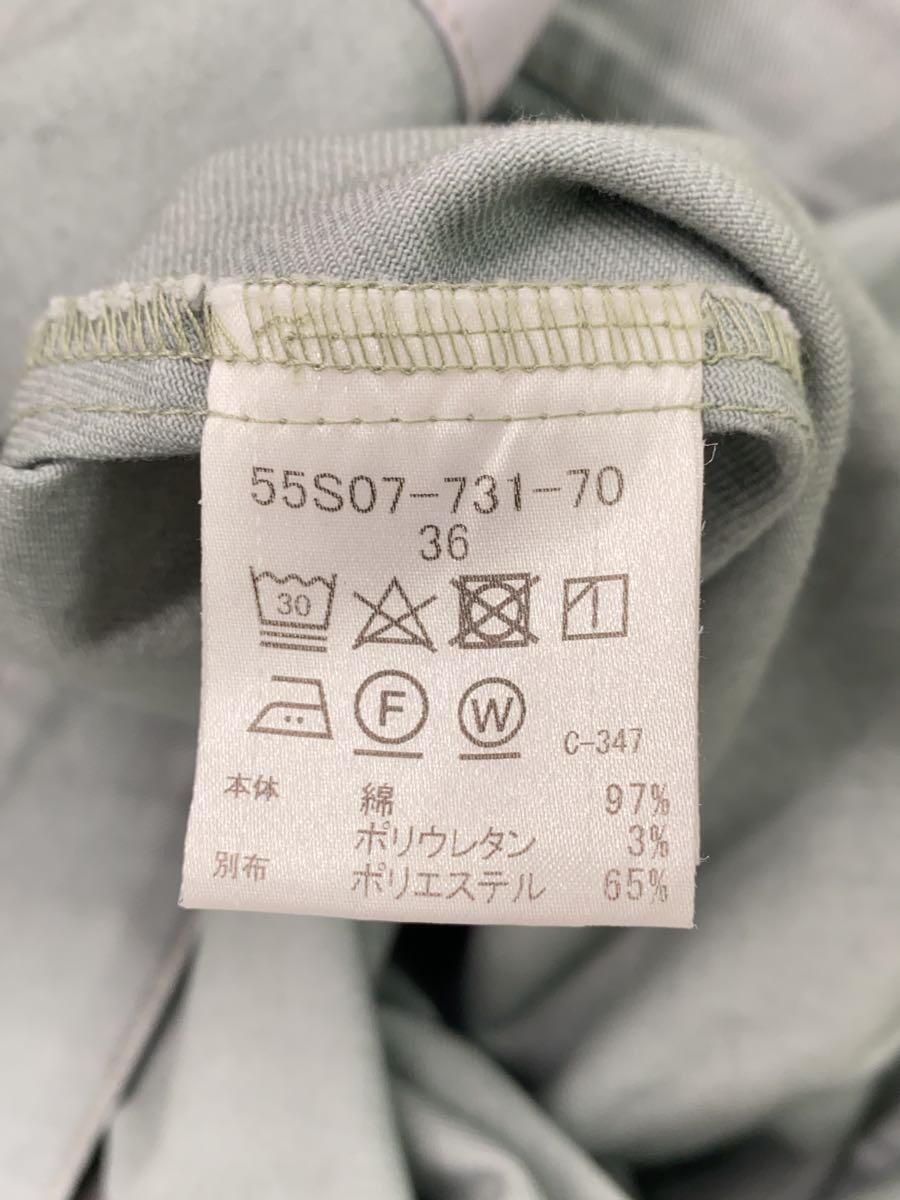 55S07-731-70
36
30
F W C-347
本体 綿 97%
ポリウレタン 3%
別布 ポリエステル 65%